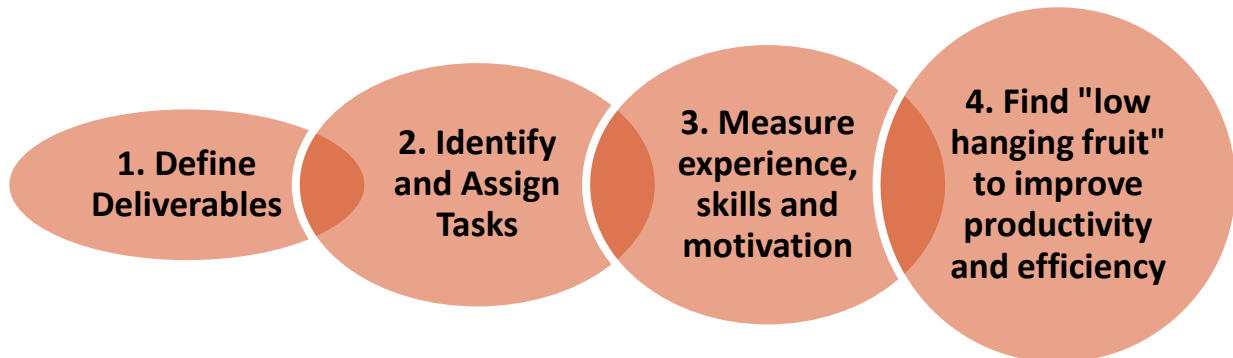 1. Define
Deliverables
2. Identify
and Assign
Tasks
3. Measure
experience,
skills and
motivation
4. Find "low
hanging fruit"
to improve
productivity
and efficiency